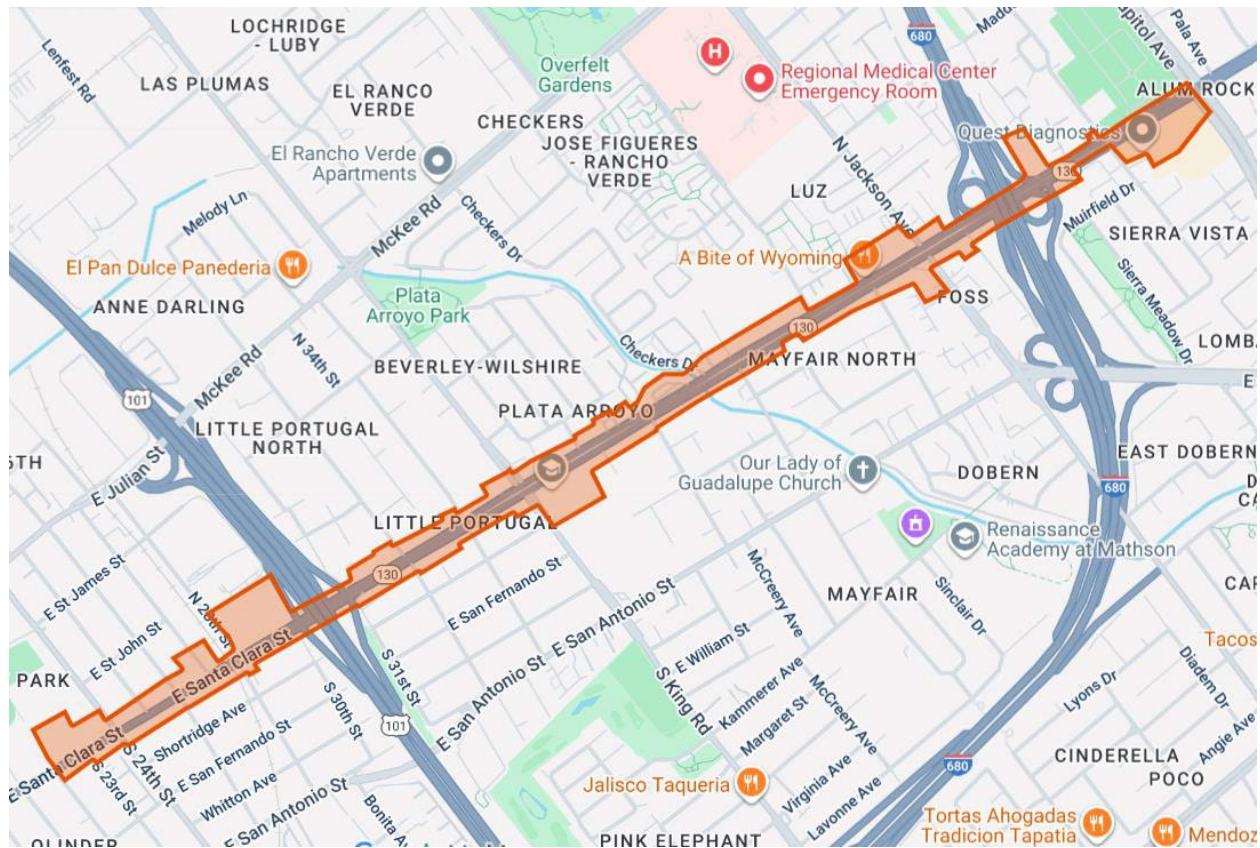 LOCHRIDGE
- LUBY
Lenfest Rd
LAS PLUMAS
EL RANCO
VERDE
Overfelt
Gardens
CHECKERS
JOSE FIGUERES
- RANCHO
VERDE
H
Regional Medical Center
Emergency Room
680
Capitol Ave
Pala Ave
ALUM ROCK
Quest Diagnostics
130
El Rancho Verde
Apartments
Melody Ln
McKee Rd
Checkers Dr
LUZ
N Jackson Ave
Muirfield Dr
SIERRA VISTA
El Pan Dulce Panederia
A Bite of Wyoming
ANNE DARLING
Plata
Arroyo Park
FOSS
Sierra Meadow Dr
130
N 34th St
Checkers Dr
MAYFAIR NORTH
McKee Rd
BEVERLEY-WILSHIRE
101
PLATA ARROYO
LITTLE PORTUGAL
NORTH
E Julian St
Our Lady of
Guadalupe Church
DOBERN
EAST DOBERN
680
LITTLE PORTUGAL
Renaissance
Academy at Mathson
130
E St James St
E San Fernando St
McCreery Ave
MAYFAIR
Sinclair Dr
E St John St
E Santa Clara St
E San Antonio St
E William St
PARK
S 31st St
S 30th St
E San Antonio St
S King Rd
Kammerer Ave
McCreery Ave
Diadem Dr
Tacos
Lyons Dr
101
Shortridge Ave
E San Fernando St
Margaret St
Angie Ave
E Santa Clara St
S 24th St
S 23rd St
Whitton Ave
E San Antonio St
Bonita Av
Jalisco Taqueria
Virginia Ave
Lavonne Ave
680
CINDERELLA
POCO
Tortas Ahogadas
Tradicion Tapatia
Mendoz
PINK ELEPHANT